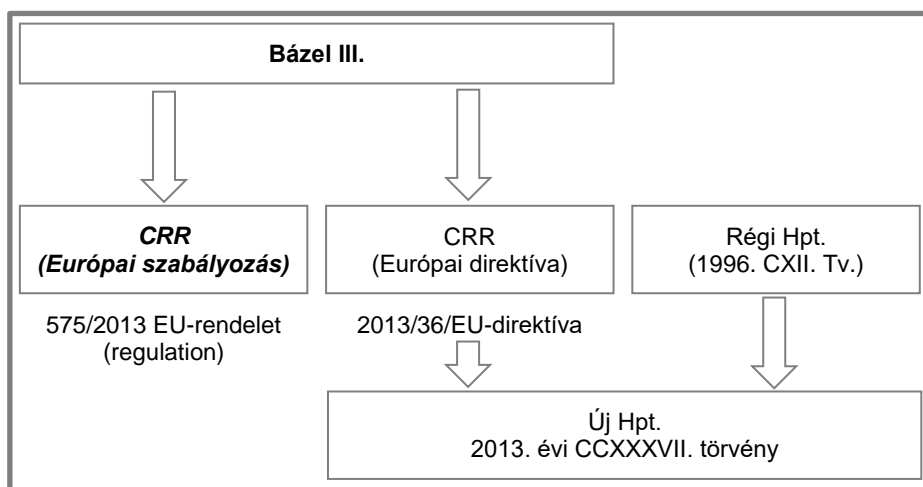 Bázel III.
CRR
(Európai szabályozás)
CRR
(Európai direktíva)
Régi Hpt.
(1996. CXII. Tv.)
575/2013 EU-rendelet
(regulation)
2013/36/EU-direktíva
Új Hpt.
2013. évi CCXXXVII. törvény